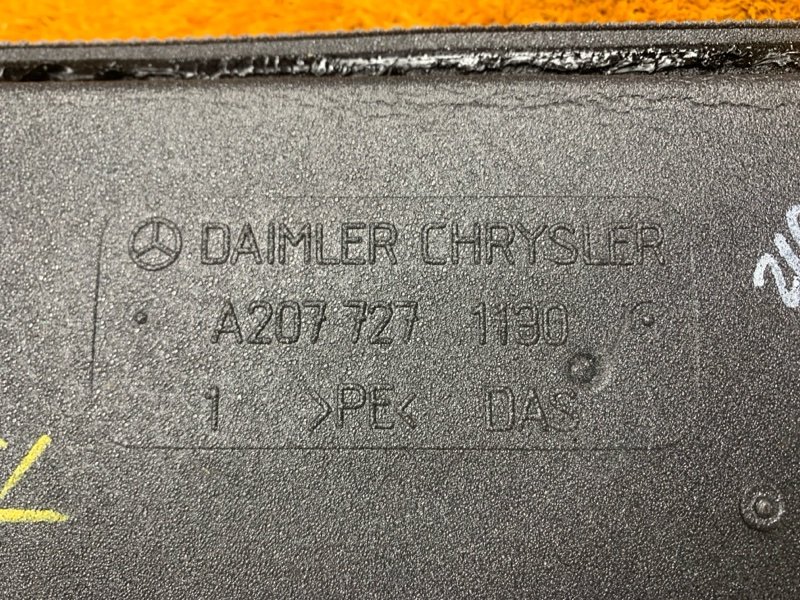 DAIMLER CHRYSLER
A207 727 1130
1 >PE< DAS